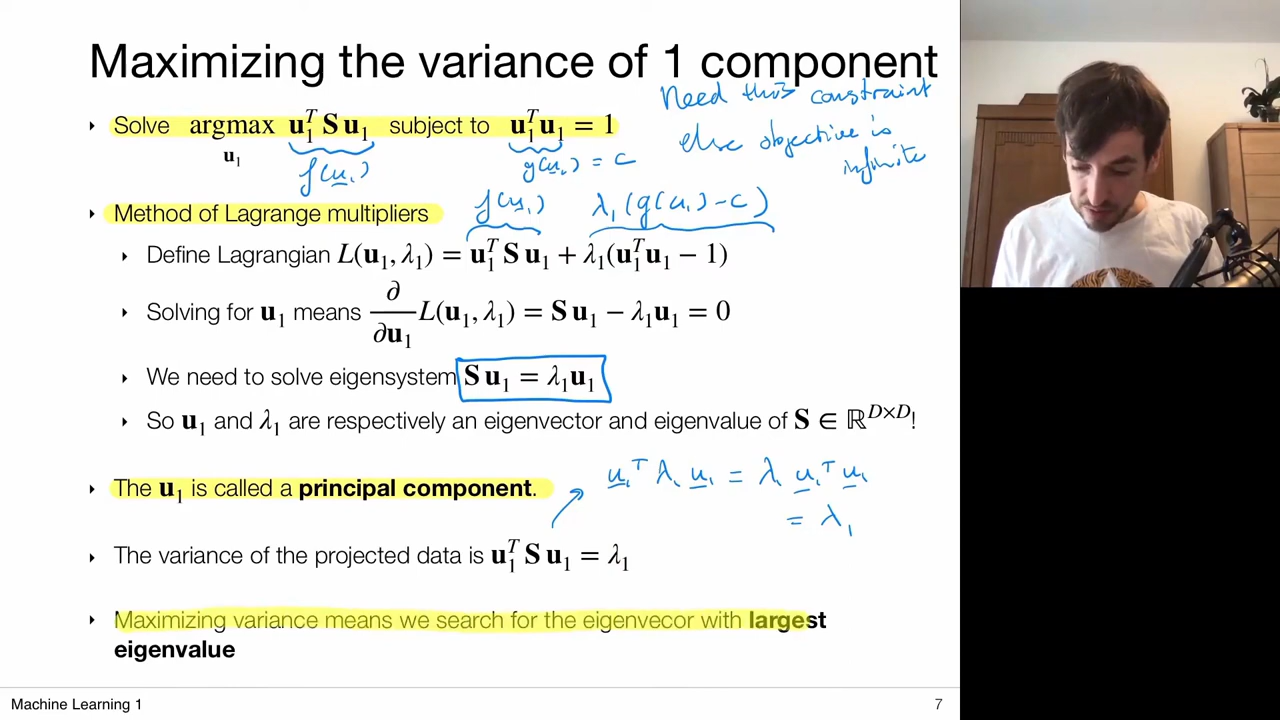 Maximizing the variance of 1 component
Need this constraint
else objective is
infinite
Solve argmax u₁ᵀ S u₁ subject to u₁ᵀu₁ = 1
u₁
f(u₁)
g(u₁) = c
Method of Lagrange multipliers
f(u₁) λ₁(g(u₁) - c)
Define Lagrangian L(u₁, λ₁) = u₁ᵀ S u₁ + λ₁(u₁ᵀu₁ − 1)
Solving for u₁ means ∂/∂u₁ L(u₁, λ₁) = S u₁ − λ₁u₁ = 0
We need to solve eigensystem S u₁ = λ₁u₁
So u₁ and λ₁ are respectively an eigenvector and eigenvalue of S ∈ ℝᴰˣᴰ!
u₁ᵀ λ₁ u₁ = λ₁ u₁ᵀ u₁
= λ₁
The u₁ is called a principal component.
The variance of the projected data is u₁ᵀ S u₁ = λ₁
Maximizing variance means we search for the eigenvecor with largest
eigenvalue
Machine Learning 1
7